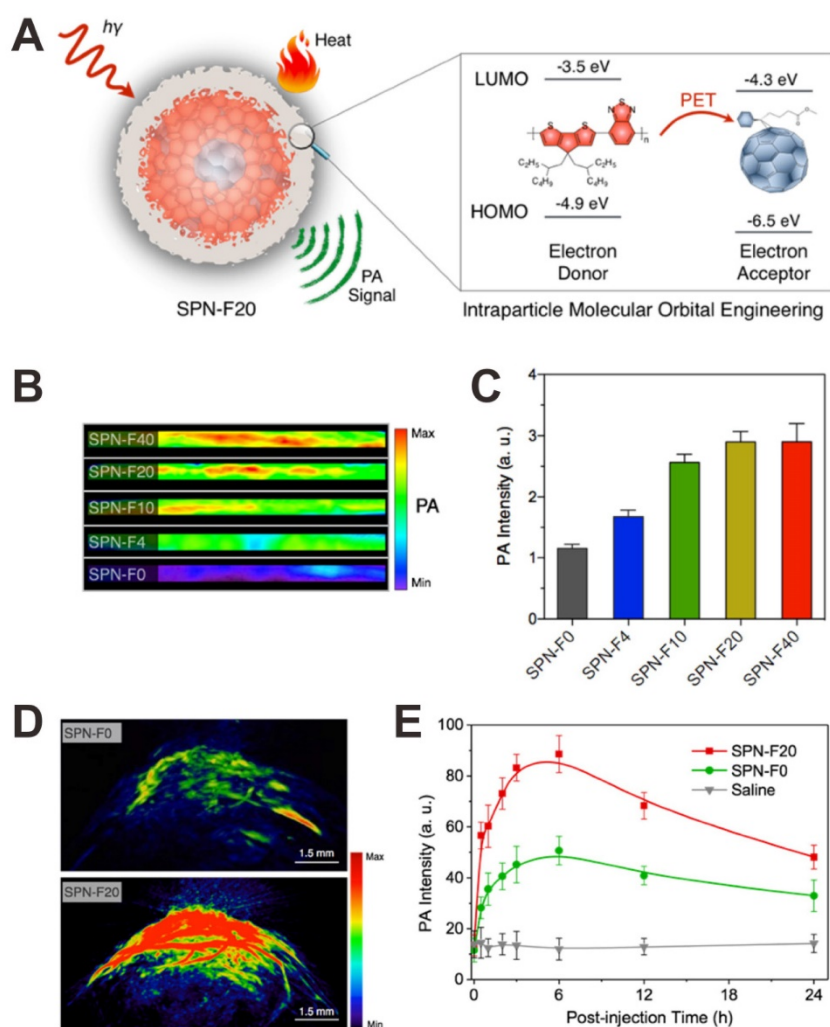 A
hγ
Heat
PA
Signal
SPN-F20
LUMO
-3.5 eV
-4.3 eV
PET
S
N
N
S
S
n
C₂H₅
C₂H₅
C₄H₉
C₄H₉
HOMO
-4.9 eV
-6.5 eV
Electron
Donor
Electron
Acceptor
Intraparticle Molecular Orbital Engineering
B
SPN-F40
SPN-F20
SPN-F10
SPN-F4
SPN-F0
Max
PA
Min
C
PA Intensity (a. u.)
4
3
2
1
0
SPN-F0
SPN-F4
SPN-F10
SPN-F20
SPN-F40
D
SPN-F0
1.5 mm
SPN-F20
1.5 mm
Max
Min
E
PA Intensity (a. u.)
100
80
60
40
20
0
SPN-F20
SPN-F0
Saline
0
6
12
18
24
Post-injection Time (h)